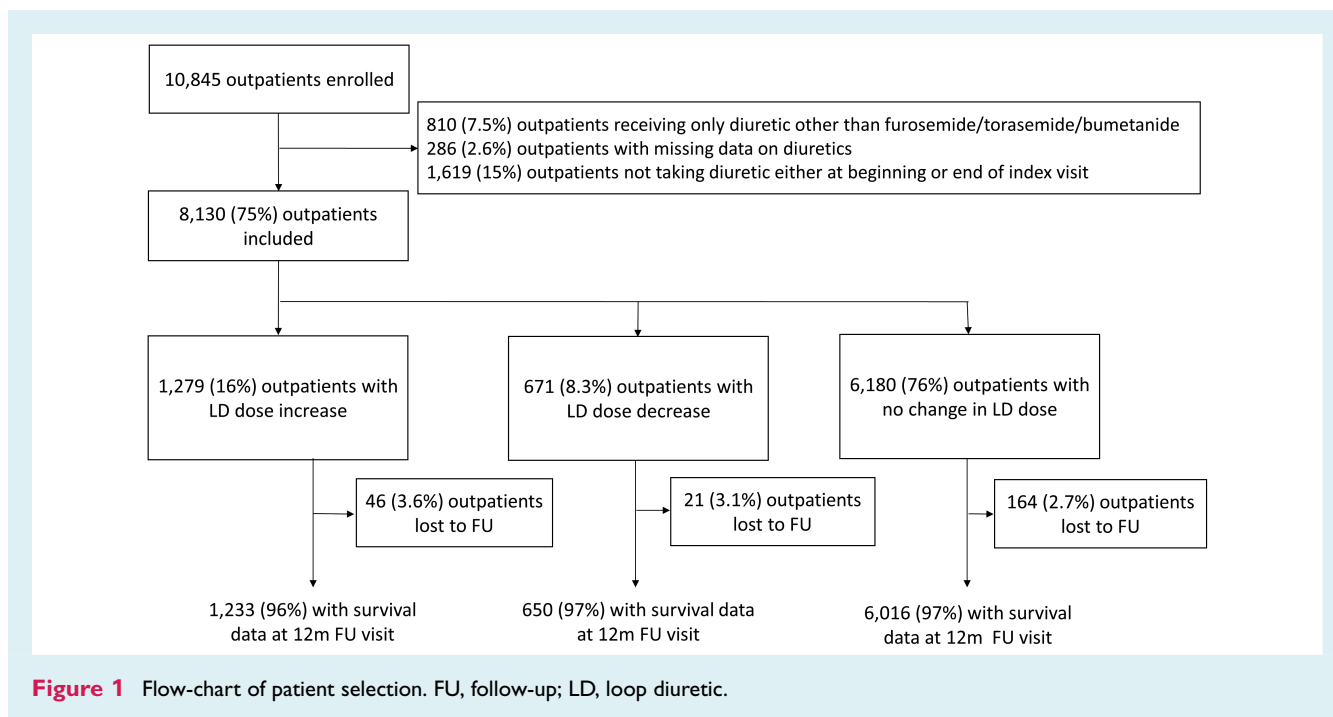 10,845 outpatients enrolled
810 (7.5%) outpatients receiving only diuretic other than furosemide/torasemide/bumetanide
286 (2.6%) outpatients with missing data on diuretics
1,619 (15%) outpatients not taking diuretic either at beginning or end of index visit
8,130 (75%) outpatients
included
1,279 (16%) outpatients with
LD dose increase
671 (8.3%) outpatients with
LD dose decrease
6,180 (76%) outpatients with
no change in LD dose
46 (3.6%) outpatients
lost to FU
21 (3.1%) outpatients
lost to FU
164 (2.7%) outpatients
lost to FU
1,233 (96%) with survival
data at 12m FU visit
650 (97%) with survival data
at 12m FU visit
6,016 (97%) with survival
data at 12m  FU visit
Figure 1 Flow-chart of patient selection. FU, follow-up; LD, loop diuretic.